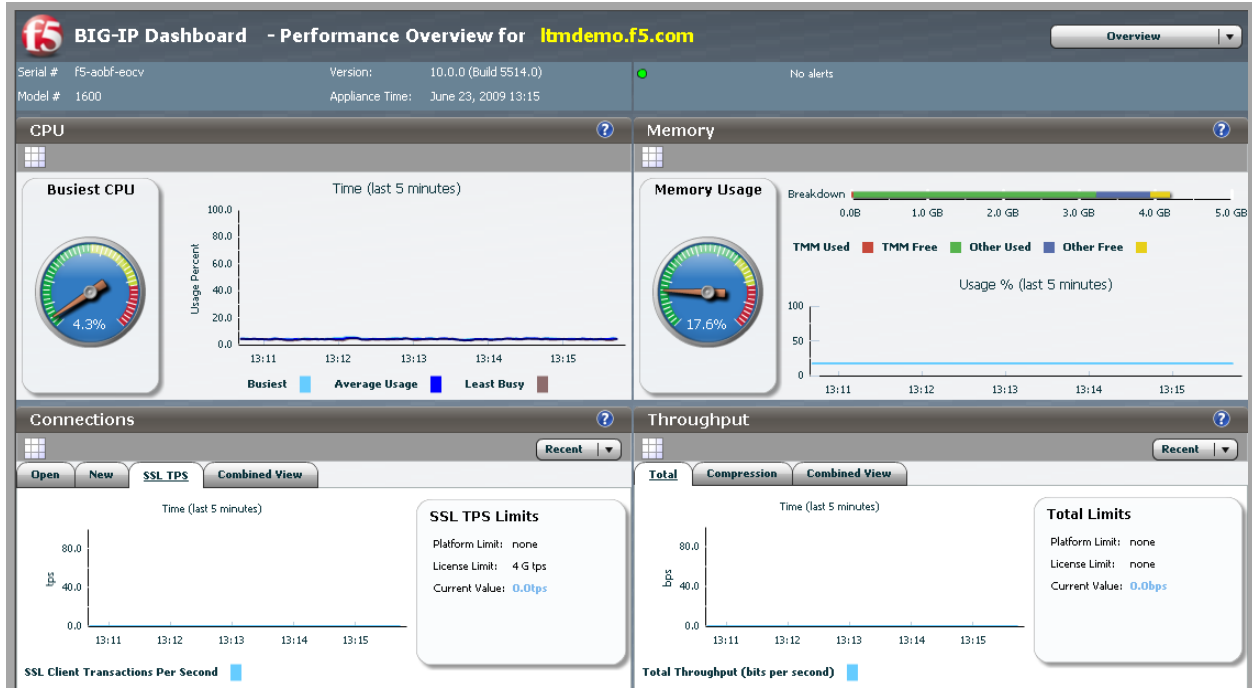 f5 BIG-IP Dashboard - Performance Overview for ltmdemo.f5.com Overview
Serial # f5-aobf-eocv Version: 10.0.0 (Build 5514.0) No alerts
Model # 1600 Appliance Time: June 23, 2009 13:15
CPU ?
Busiest CPU
4.3%
Time (last 5 minutes)
Usage Percent
100.0
80.0
60.0
40.0
20.0
0.0
13:11 13:12 13:13 13:14 13:15
Busiest Average Usage Least Busy
Memory ?
Memory Usage
17.6%
Breakdown
0.0B 1.0 GB 2.0 GB 3.0 GB 4.0 GB 5.0 GB
TMM Used TMM Free Other Used Other Free
Usage % (last 5 minutes)
100
50
0
13:11 13:12 13:13 13:14 13:15
Connections ?
Recent
Open New SSL TPS Combined View
Time (last 5 minutes)
tps
80.0
40.0
0.0
13:11 13:12 13:13 13:14 13:15
SSL Client Transactions Per Second
SSL TPS Limits
Platform Limit: none
License Limit: 4 G tps
Current Value: 0.0tps
Throughput ?
Recent
Total Compression Combined View
Time (last 5 minutes)
bps
80.0
40.0
0.0
13:11 13:12 13:13 13:14 13:15
Total Throughput (bits per second)
Total Limits
Platform Limit: none
License Limit: none
Current Value: 0.0bps